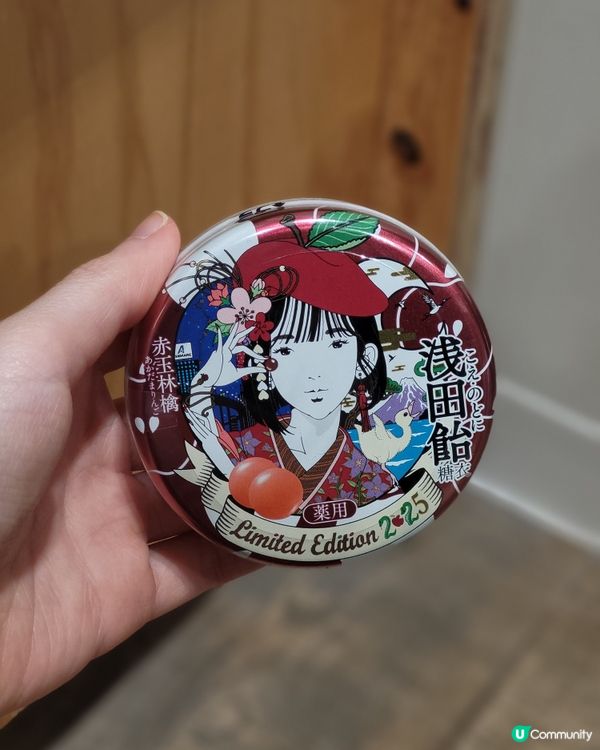 浅田飴
こえ・のどに
糖衣
赤玉林檎
あかだまりんご
薬用
Limited Edition 2025
U Community